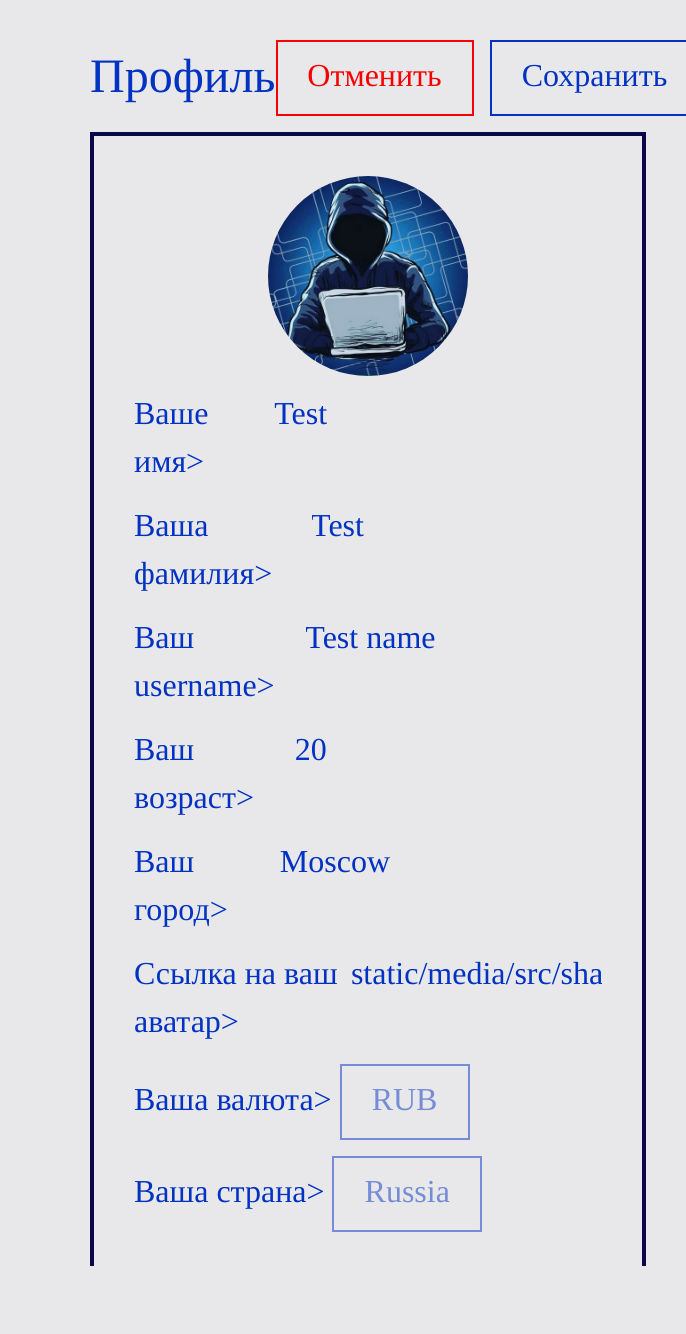 Профиль Отменить Сохранить
Ваше Test
имя>
Ваша Test
фамилия>
Ваш Test name
username>
Ваш 20
возраст>
Ваш Moscow
город>
Ссылка на ваш static/media/src/sha
аватар>
Ваша валюта> RUB
Ваша страна> Russia